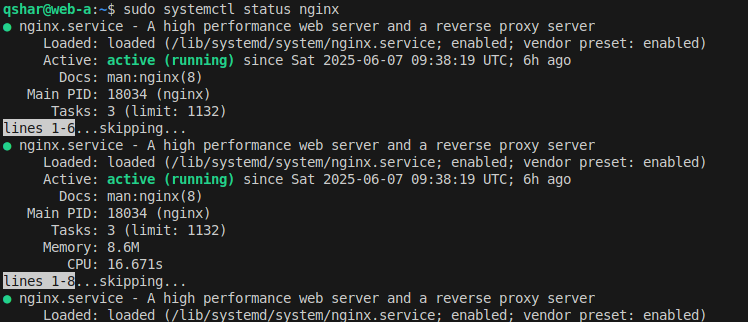 qshar@web-a:~$ sudo systemctl status nginx
● nginx.service - A high performance web server and a reverse proxy server
Loaded: loaded (/lib/systemd/system/nginx.service; enabled; vendor preset: enabled)
Active: active (running) since Sat 2025-06-07 09:38:19 UTC; 6h ago
Docs: man:nginx(8)
Main PID: 18034 (nginx)
Tasks: 3 (limit: 1132)
lines 1-6...skipping...
● nginx.service - A high performance web server and a reverse proxy server
Loaded: loaded (/lib/systemd/system/nginx.service; enabled; vendor preset: enabled)
Active: active (running) since Sat 2025-06-07 09:38:19 UTC; 6h ago
Docs: man:nginx(8)
Main PID: 18034 (nginx)
Tasks: 3 (limit: 1132)
Memory: 8.6M
CPU: 16.671s
lines 1-8...skipping...
● nginx.service - A high performance web server and a reverse proxy server
Loaded: loaded (/lib/systemd/system/nginx.service; enabled; vendor preset: enabled)